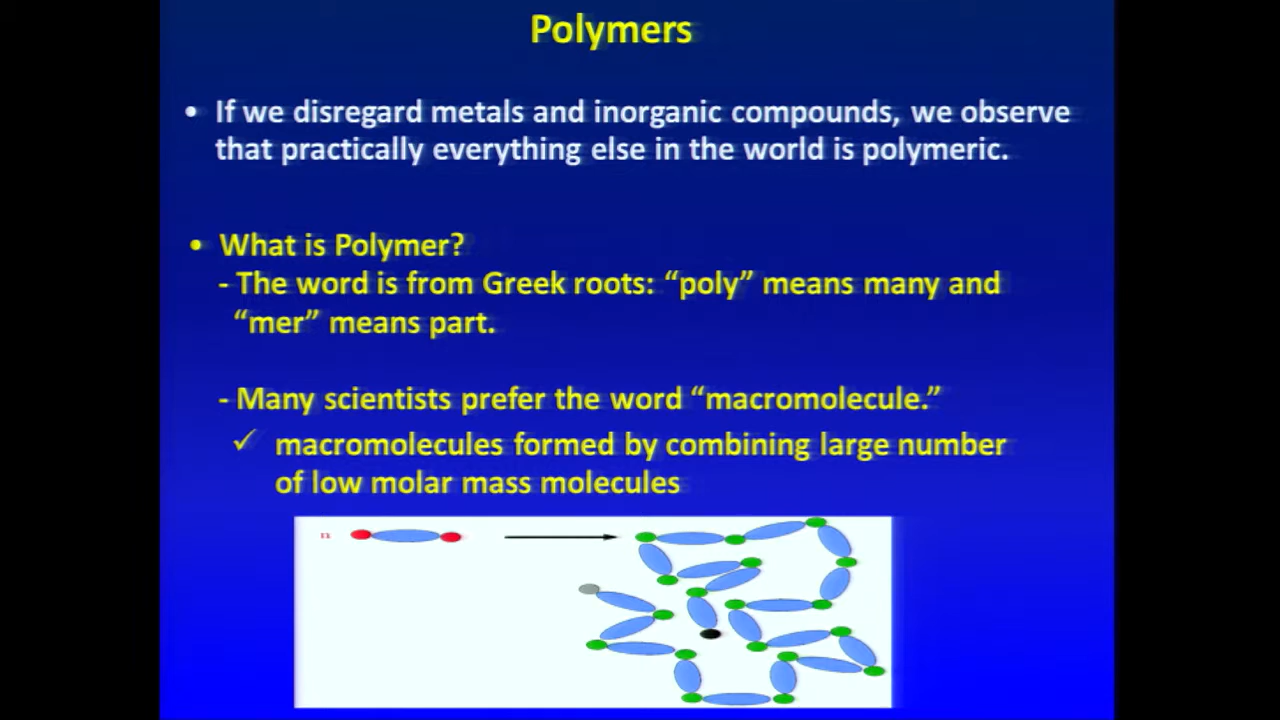 Polymers
• If we disregard metals and inorganic compounds, we observe
that practically everything else in the world is polymeric.
• What is Polymer?
- The word is from Greek roots: “poly” means many and
“mer” means part.
- Many scientists prefer the word “macromolecule.”
✓ macromolecules formed by combining large number
of low molar mass molecules
n